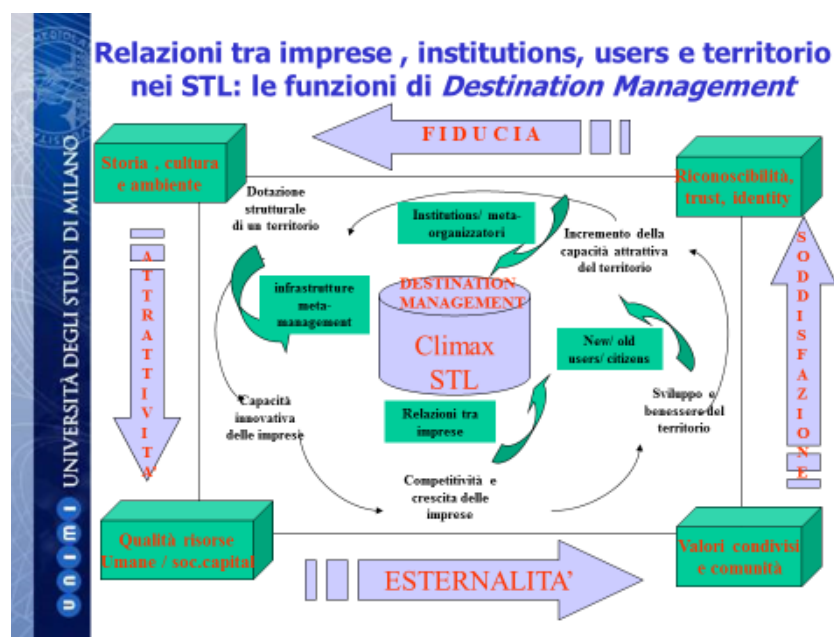 Relazioni tra imprese , institutions, users e territorio
nei STL: le funzioni di Destination Management
UNIVERSITÀ DEGLI STUDI DI MILANO
unimi
FIDUCIA
Storia , cultura
e ambiente
Riconoscibilità,
trust, identity
Dotazione
strutturale
di un territorio
Institutions/ meta-
organizzatori
Incremento della
capacità attrattiva
del territorio
ATTRATTIVITA'
SODDISFAZIONE
infrastrutture
meta-
management
DESTINATION
MANAGEMENT
Climax
STL
New/ old
users/ citizens
Capacità
innovativa
delle imprese
Relazioni tra
imprese
Sviluppo e
benessere del
territorio
Competitività e
crescita delle
imprese
Qualità risorse
Umane / soc.capital
Valori condivisi
e comunità
ESTERNALITA'